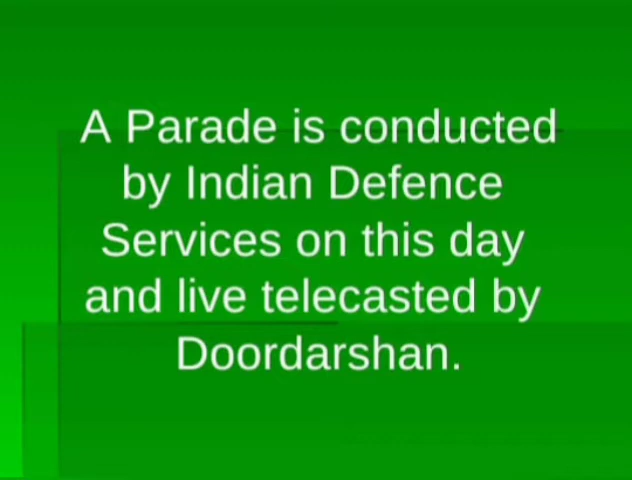 A Parade is conducted
by Indian Defence
Services on this day
and live telecasted by
Doordarshan.